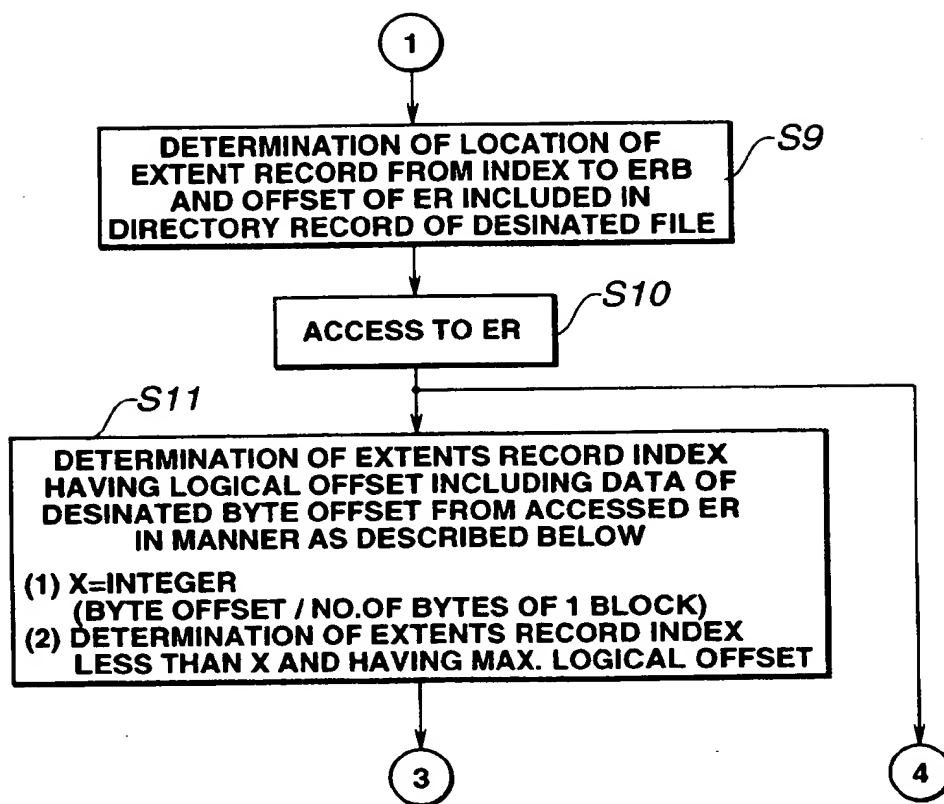 1
DETERMINATION OF LOCATION OF
EXTENT RECORD FROM INDEX TO ERB
AND OFFSET OF ER INCLUDED IN
DIRECTORY RECORD OF DESINATED FILE
S9
ACCESS TO ER
S10
S11
DETERMINATION OF EXTENTS RECORD INDEX
HAVING LOGICAL OFFSET INCLUDING DATA OF
DESINATED BYTE OFFSET FROM ACCESSED ER
IN MANNER AS DESCRIBED BELOW
(1) X=INTEGER
(BYTE OFFSET / NO.OF BYTES OF 1 BLOCK)
(2) DETERMINATION OF EXTENTS RECORD INDEX
LESS THAN X AND HAVING MAX. LOGICAL OFFSET
3
4